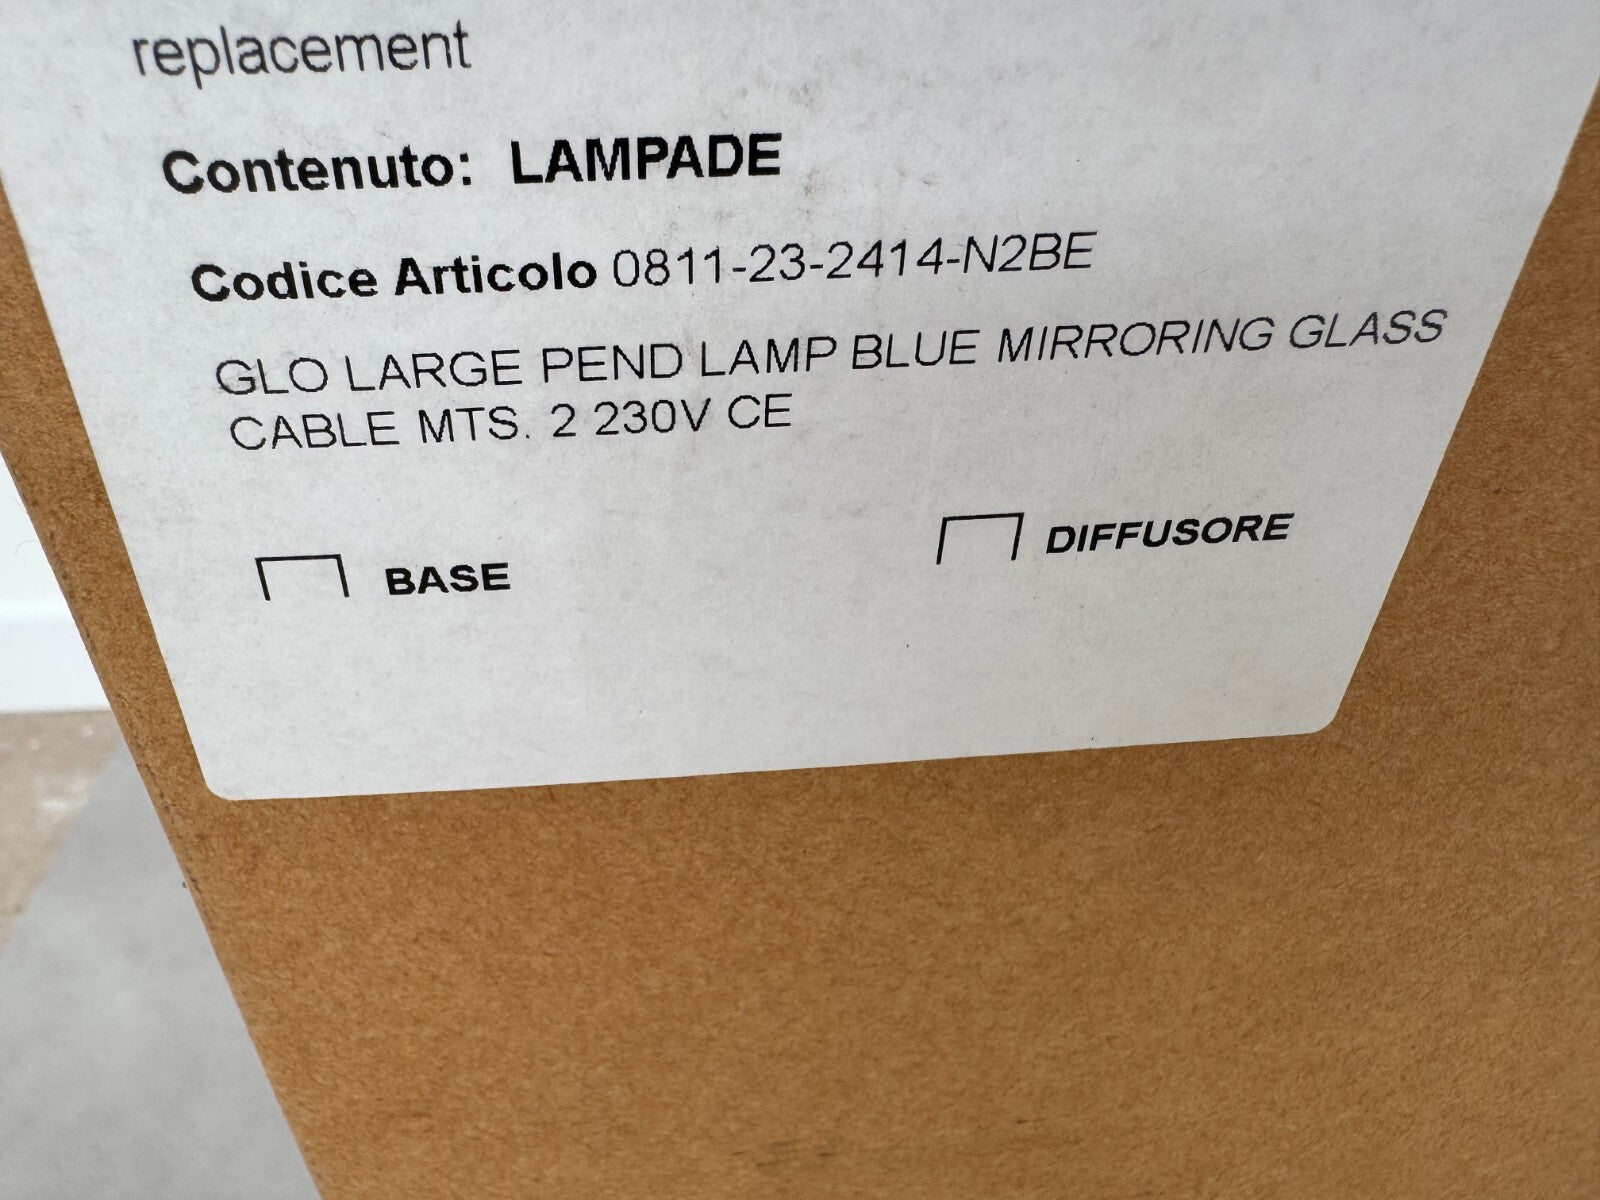 replacement
Contenuto: LAMPADE
Codice Articolo 0811-23-2414-N2BE
GLO LARGE PEND LAMP BLUE MIRRORING GLASS
CABLE MTS. 2 230V CE
BASE
DIFFUSORE